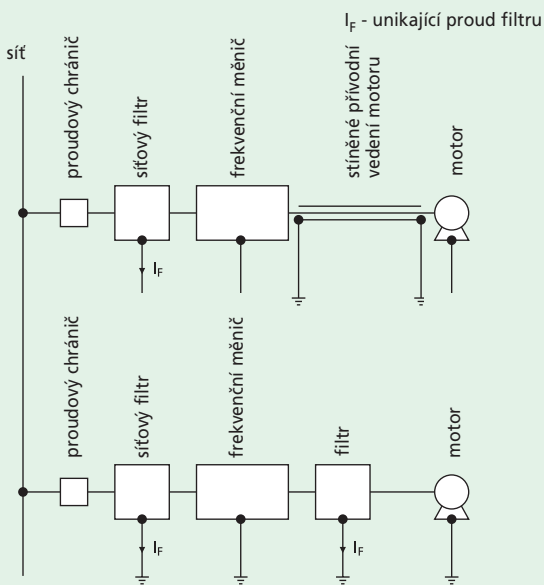 I_F - unikající proud filtru
síť
proudový chránič
síťový filtr
frekvenční měnič
stíněné přívodní
vedení motoru
motor
I_F
proudový chránič
síťový filtr
frekvenční měnič
filtr
motor
I_F
I_F